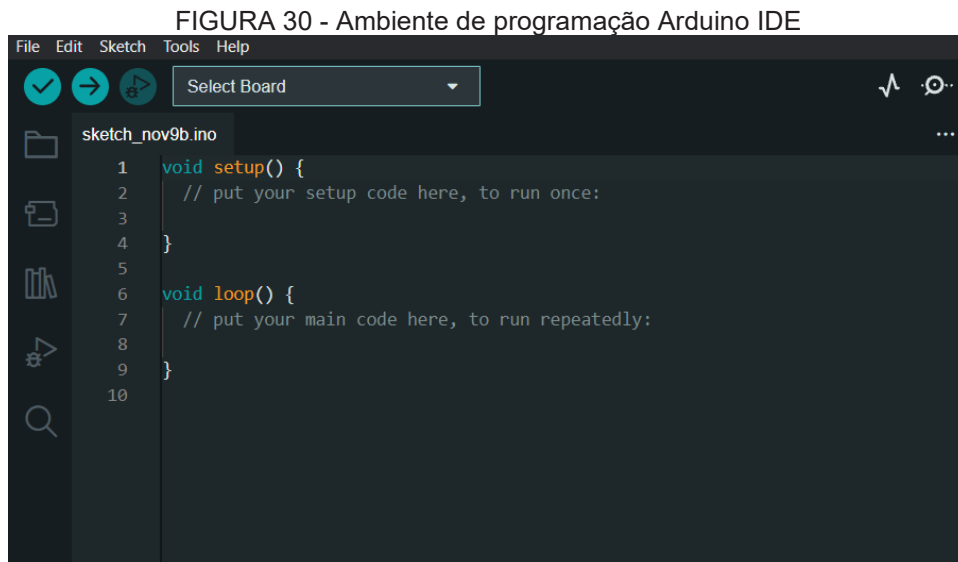 FIGURA 30 - Ambiente de programação Arduino IDE
File Edit Sketch Tools Help
Select Board
sketch_nov9b.ino
1 void setup() {
2 // put your setup code here, to run once:
3
4 }
5
6 void loop() {
7 // put your main code here, to run repeatedly:
8
9 }
10